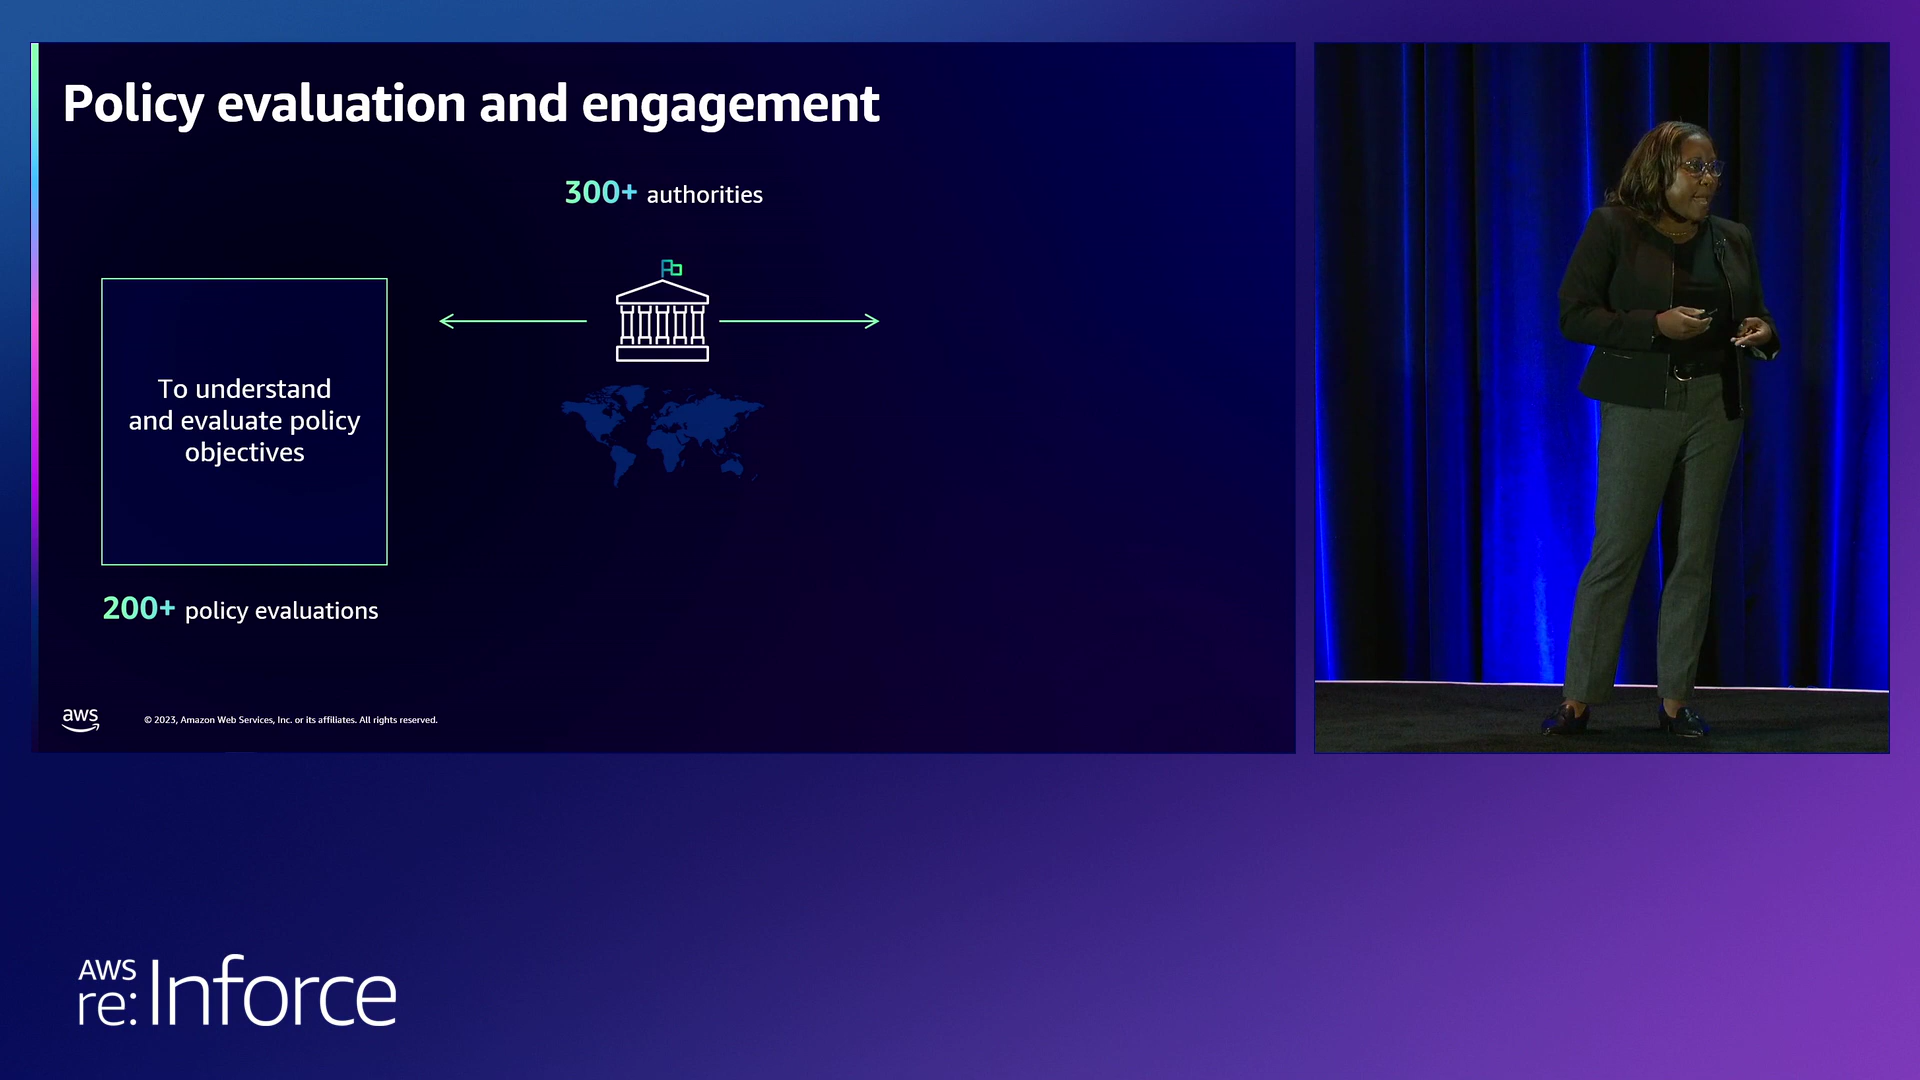 Policy evaluation and engagement
300+ authorities
To understand
and evaluate policy
objectives
200+ policy evaluations
aws
© 2023, Amazon Web Services, Inc. or its affiliates. All rights reserved.
AWS
re:Inforce